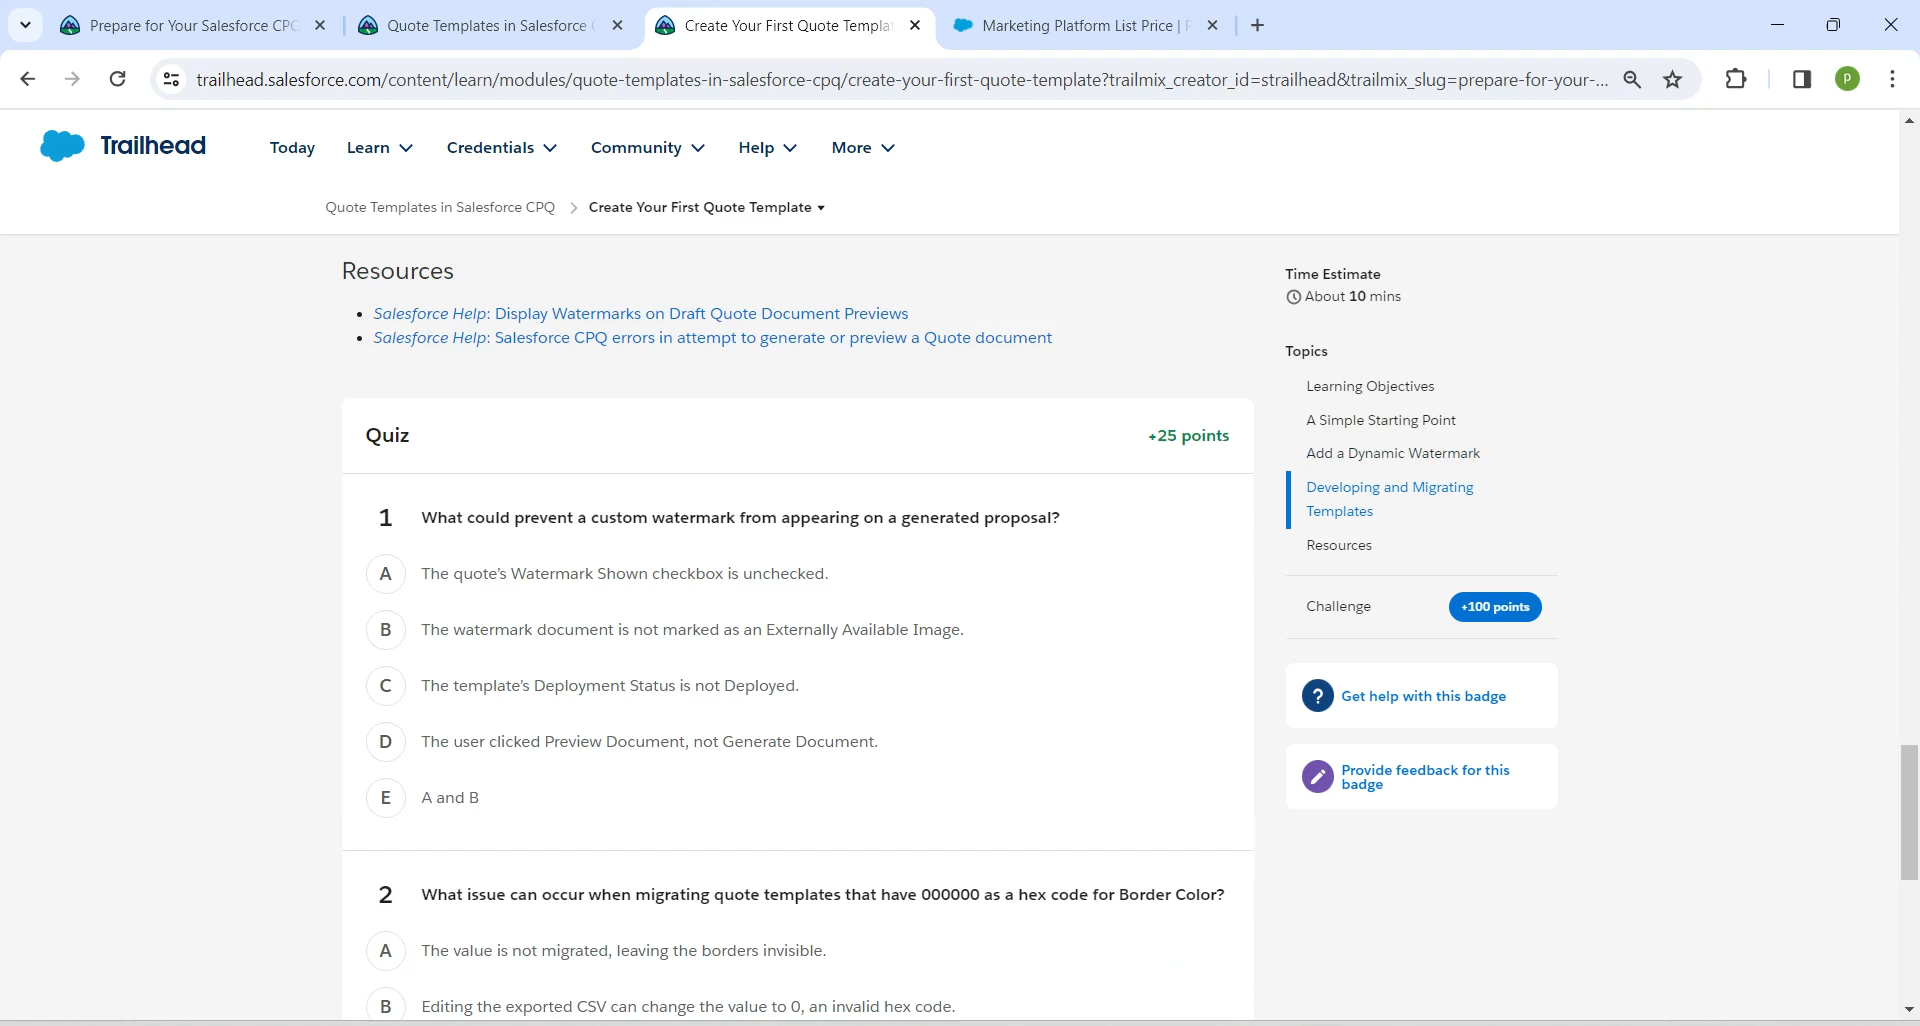 Prepare for Your Salesforce CPQ
Quote Templates in Salesforce
Create Your First Quote Templat
Marketing Platform List Price |
trailhead.salesforce.com/content/learn/modules/quote-templates-in-salesforce-cpq/create-your-first-quote-template?trailmix_creator_id=strailhead&trailmix_slug=prepare-for-your-...
P
Trailhead
Today
Learn
Credentials
Community
Help
More
Quote Templates in Salesforce CPQ
Create Your First Quote Template
Resources
• Salesforce Help: Display Watermarks on Draft Quote Document Previews
• Salesforce Help: Salesforce CPQ errors in attempt to generate or preview a Quote document
Quiz
+25 points
1 What could prevent a custom watermark from appearing on a generated proposal?
A The quote's Watermark Shown checkbox is unchecked.
B The watermark document is not marked as an Externally Available Image.
C The template's Deployment Status is not Deployed.
D The user clicked Preview Document, not Generate Document.
E A and B
2 What issue can occur when migrating quote templates that have 000000 as a hex code for Border Color?
A The value is not migrated, leaving the borders invisible.
B Editing the exported CSV can change the value to 0, an invalid hex code.
Time Estimate
About 10 mins
Topics
Learning Objectives
A Simple Starting Point
Add a Dynamic Watermark
Developing and Migrating
Templates
Resources
Challenge
+100 points
? Get help with this badge
Provide feedback for this
badge